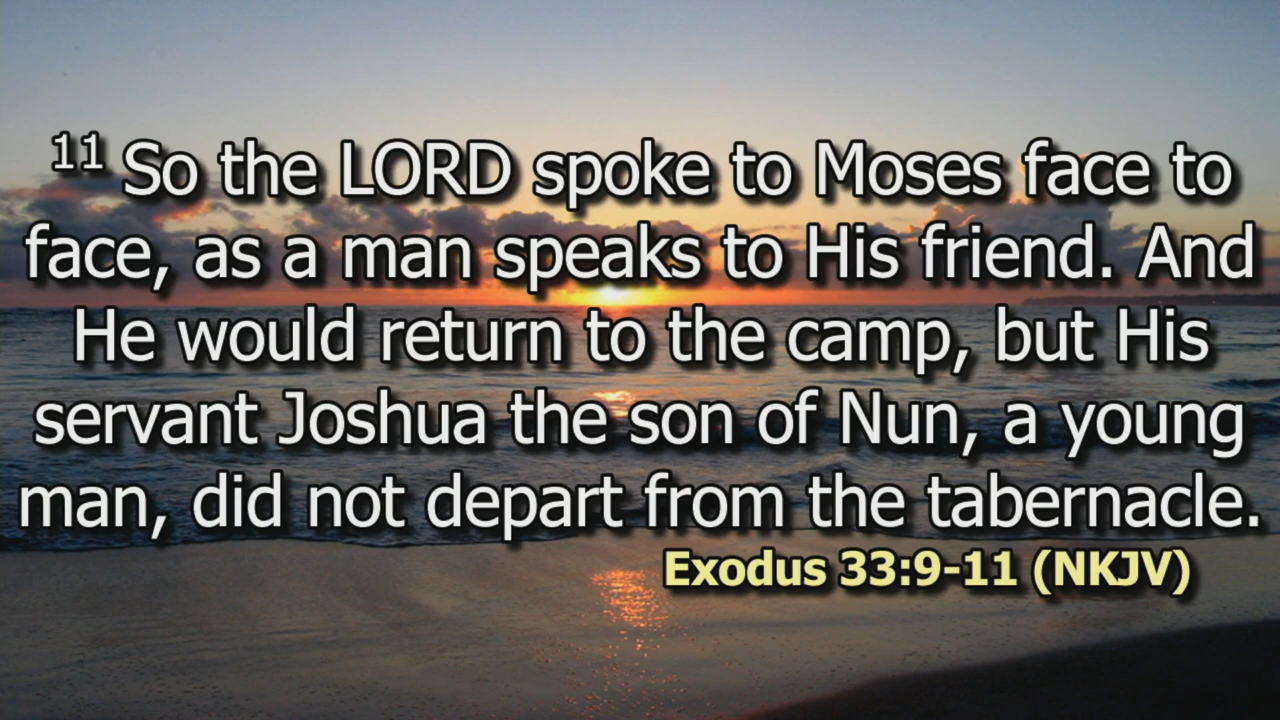 11 So the LORD spoke to Moses face to
face, as a man speaks to His friend. And
He would return to the camp, but His
servant Joshua the son of Nun, a young
man, did not depart from the tabernacle.
Exodus 33:9-11 (NKJV)